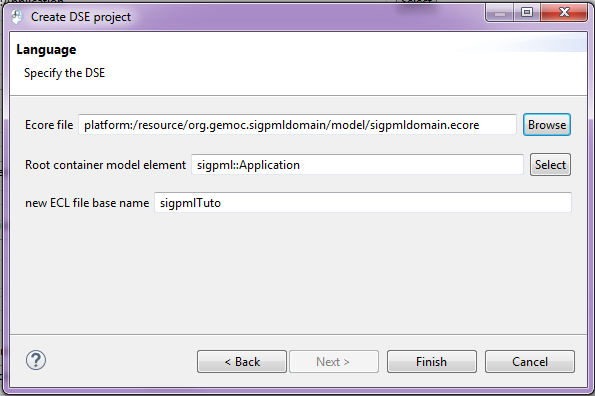 Create DSE project
Language
Specify the DSE
Ecore file platform:/resource/org.gemoc.sigpmldomain/model/sigpmldomain.ecore Browse
Root container model element sigpml::Application Select
new ECL file base name sigpmlTuto
? < Back Next > Finish Cancel